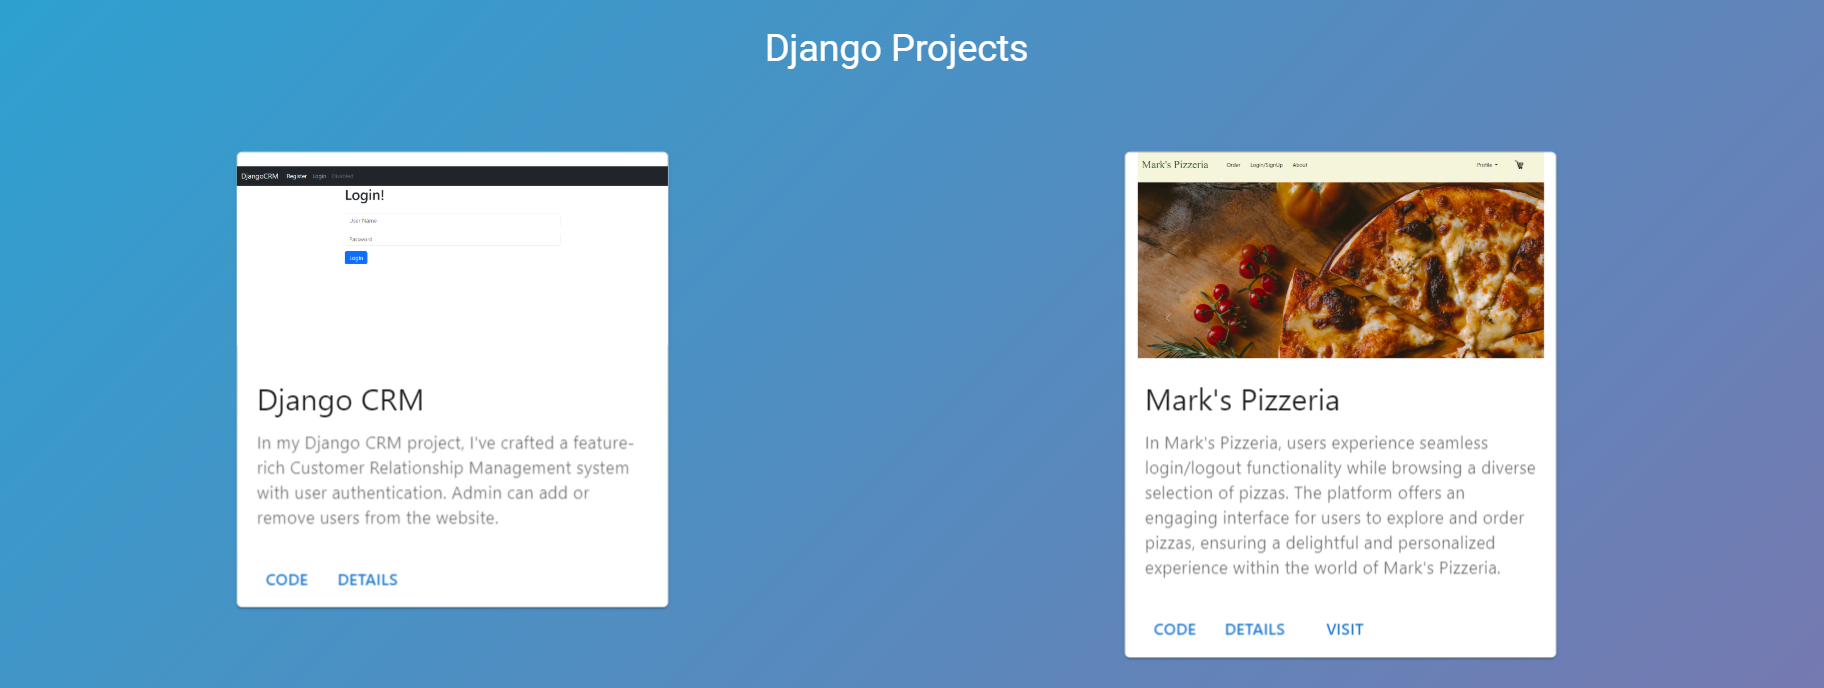 Django Projects
DjangoCRM Register Login Disabled
Login!
User Name
Password
Login
Django CRM
In my Django CRM project, I've crafted a feature-
rich Customer Relationship Management system
with user authentication. Admin can add or
remove users from the website.
CODE DETAILS
Mark's Pizzeria Order Login/SignUp About Profile
Mark's Pizzeria
In Mark's Pizzeria, users experience seamless
login/logout functionality while browsing a diverse
selection of pizzas. The platform offers an
engaging interface for users to explore and order
pizzas, ensuring a delightful and personalized
experience within the world of Mark's Pizzeria.
CODE DETAILS VISIT